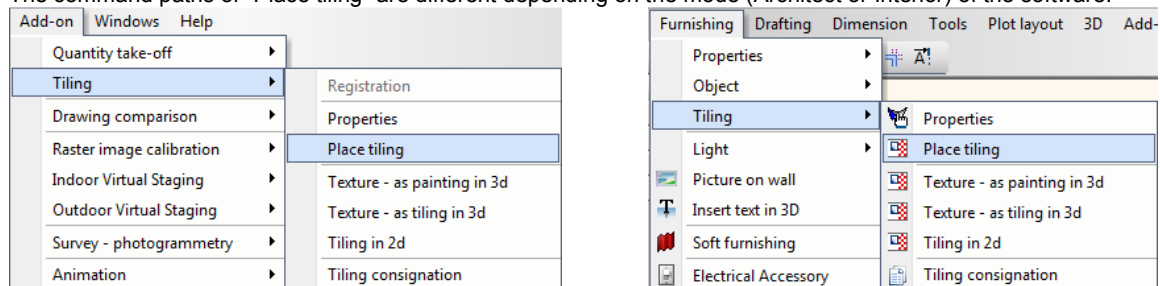 The command paths of "Place tiling" are different depending on the mode (Architect or Interior) of the software.
Add-on Windows Help
Quantity take-off
Tiling
Drawing comparison
Raster image calibration
Indoor Virtual Staging
Outdoor Virtual Staging
Survey - photogrammetry
Animation
Registration
Properties
Place tiling
Texture - as painting in 3d
Texture - as tiling in 3d
Tiling in 2d
Tiling consignation
Furnishing Drafting Dimension Tools Plot layout 3D Add-
Properties
Object
Tiling
Light
Picture on wall
Insert text in 3D
Soft furnishing
Electrical Accessory
Properties
Place tiling
Texture - as painting in 3d
Texture - as tiling in 3d
Tiling in 2d
Tiling consignation